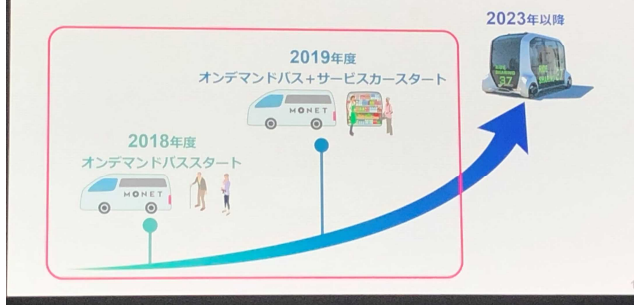 2023年以降
2019年度
オンデマンドバス+サービスカースタート
MONET
2018年度
オンデマンドバススタート
MONET
37